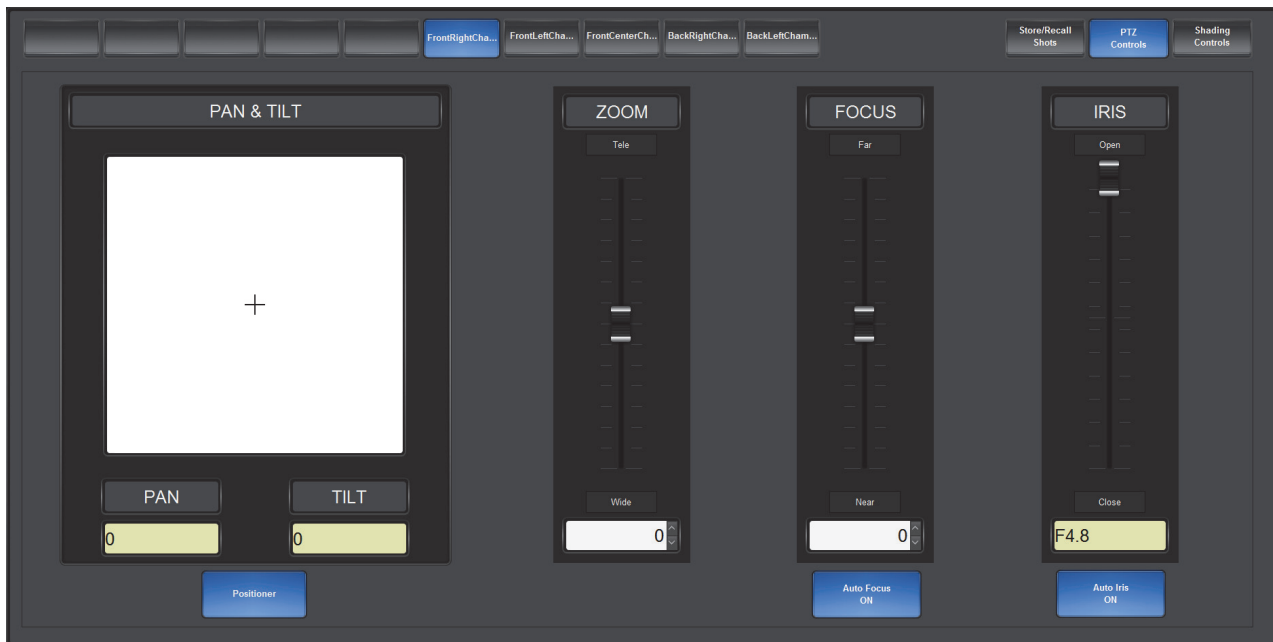 FrontRightCha...
FrontLeftCha...
FrontCenterCh...
BackRightCha...
BackLeftCham...
Store/Recall
Shots
PTZ
Controls
Shading
Controls
PAN & TILT
PAN
TILT
0
0
Positioner
ZOOM
Tele
Wide
0
FOCUS
Far
Near
0
Auto Focus
ON
IRIS
Open
Close
F4.8
Auto Iris
ON